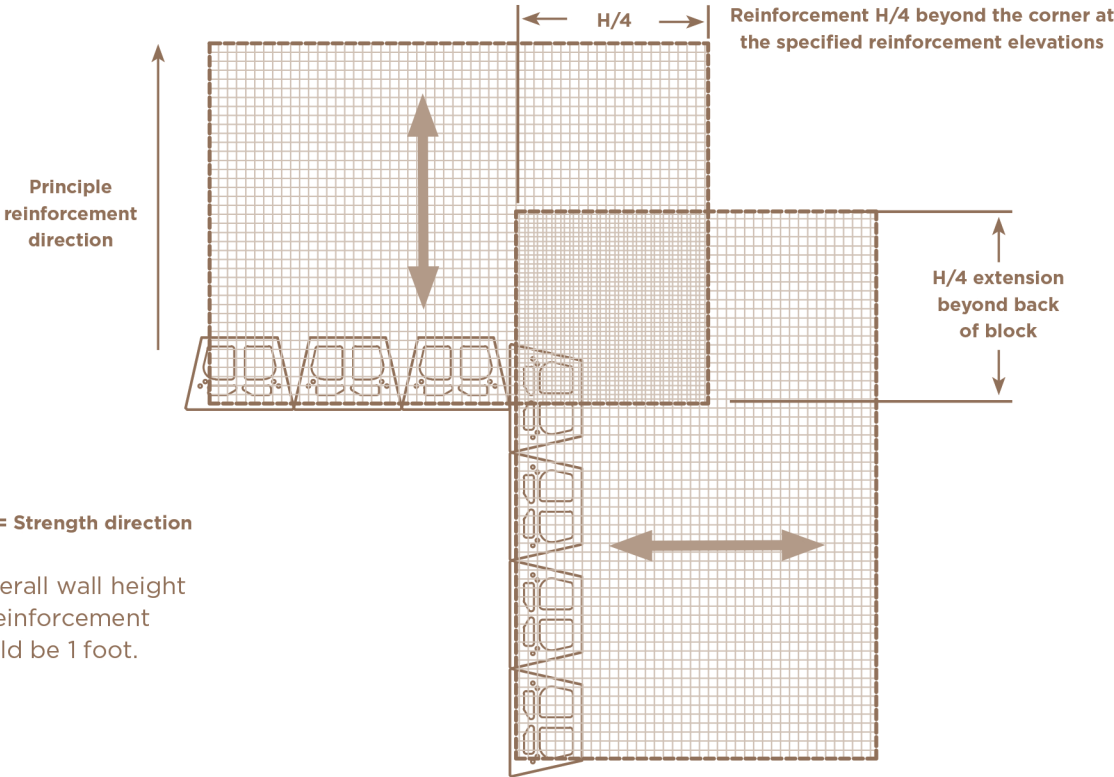 H/4
Reinforcement H/4 beyond the corner at
the specified reinforcement elevations
Principle
reinforcement
direction
H/4 extension
beyond back
of block
= Strength direction
erall wall height
einforcement
ld be 1 foot.